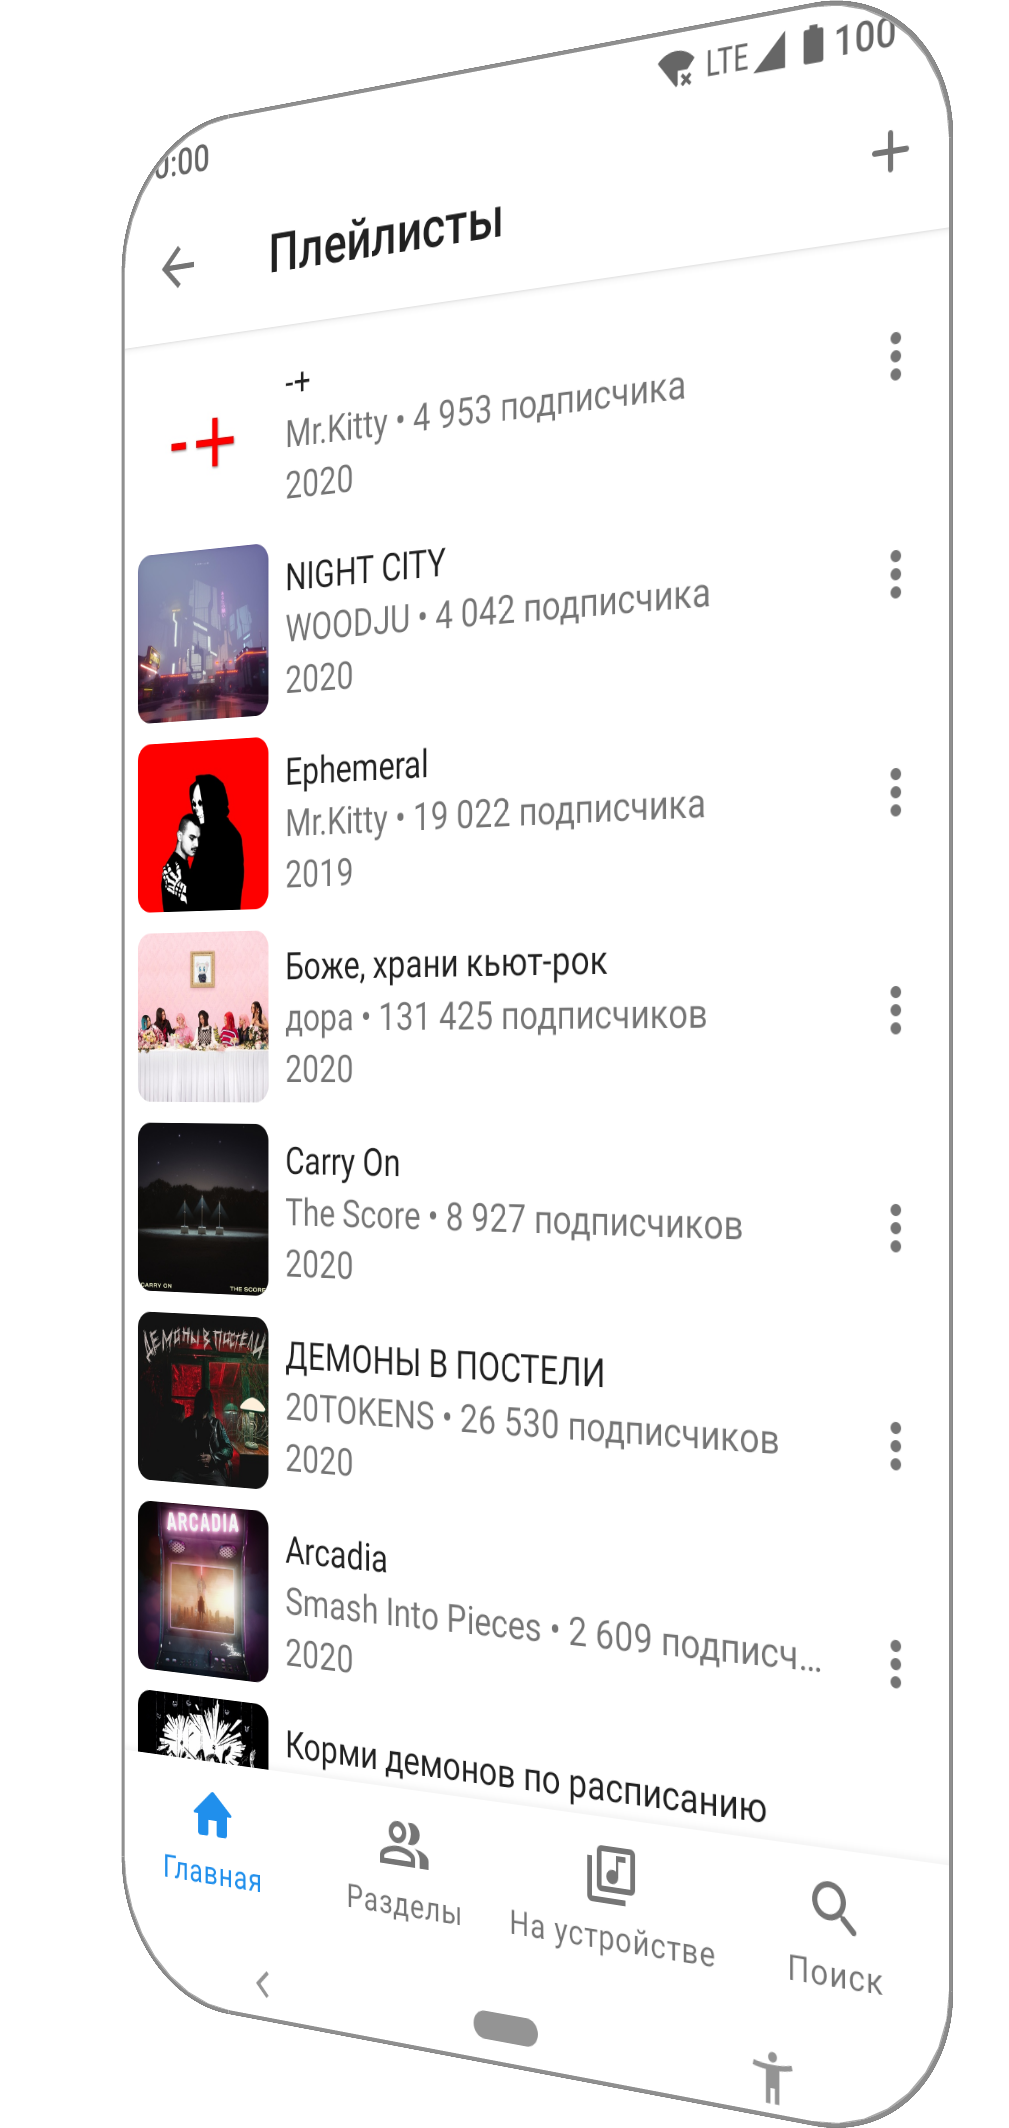 LTE 100
0:00
Плейлисты
-+
-+
Mr.Kitty • 4 953 подписчика
2020
NIGHT CITY
WOODJU • 4 042 подписчика
2020
Ephemeral
Mr.Kitty • 19 022 подписчика
2019
Боже, храни кьют-рок
дора • 131 425 подписчиков
2020
Carry On
The Score • 8 927 подписчиков
2020
CARRY ON THE SCORE
ДЕМОНЫ В ПОСТЕЛИ
ДЕМОНЫ В ПОСТЕЛИ
20TOKENS • 26 530 подписчиков
2020
ARCADIA
Arcadia
Smash Into Pieces • 2 609 подписч...
2020
Корми демонов по расписанию
Главная
Разделы
На устройстве
Поиск